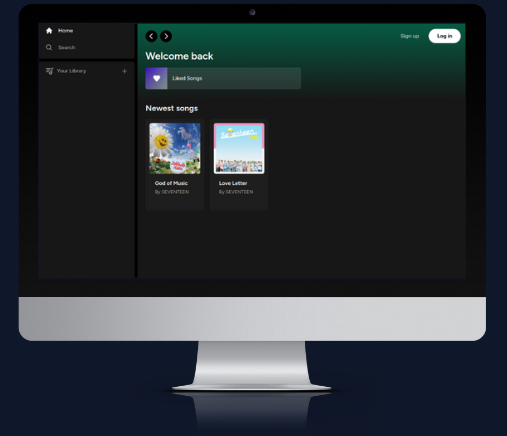 Home
Search
Your Library
Sign up
Log in
Welcome back
Liked Songs
Newest songs
God of Music
By SEVENTEEN
Love Letter
By SEVENTEEN